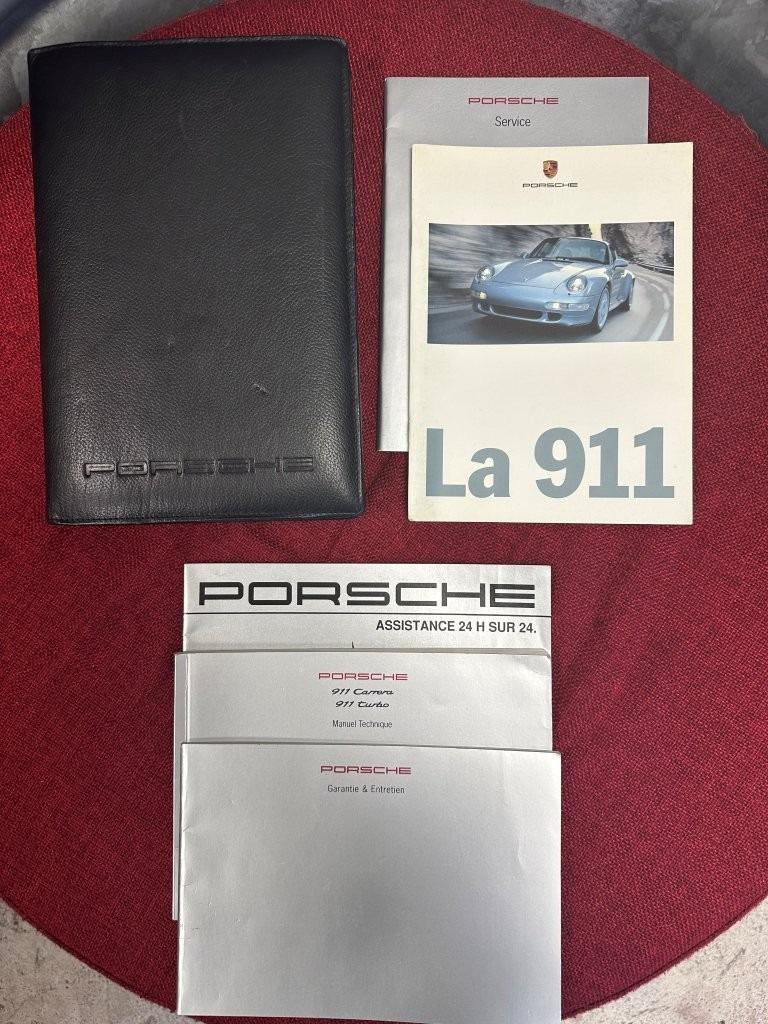 PORSCHE
PORSCHE
Service
PORSCHE
La 911
PORSCHE
ASSISTANCE 24 H SUR 24.
PORSCHE
911 Carrera
911 turbo
Manuel Technique
PORSCHE
Garantie & Entretien